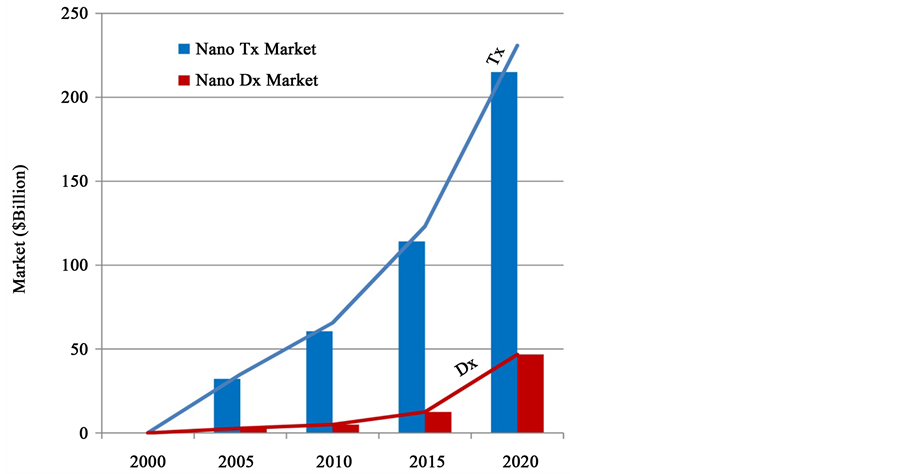 250
Nano Tx Market
Nano Dx Market
Tx
200
150
Market ($Billion)
100
Dx
50
0
2000 2005 2010 2015 2020